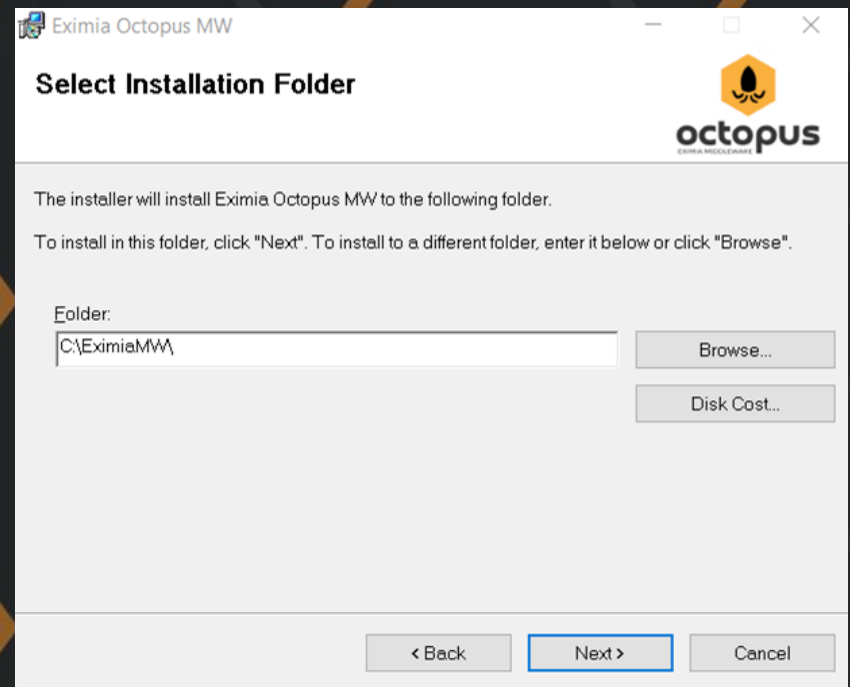 Eximia Octopus MW
Select Installation Folder
octopus
EXIMIA MIDDLEWARE
The installer will install Eximia Octopus MW to the following folder.
To install in this folder, click "Next". To install to a different folder, enter it below or click "Browse".
Folder:
C:\EximiaMW\
Browse...
Disk Cost...
< Back
Next >
Cancel